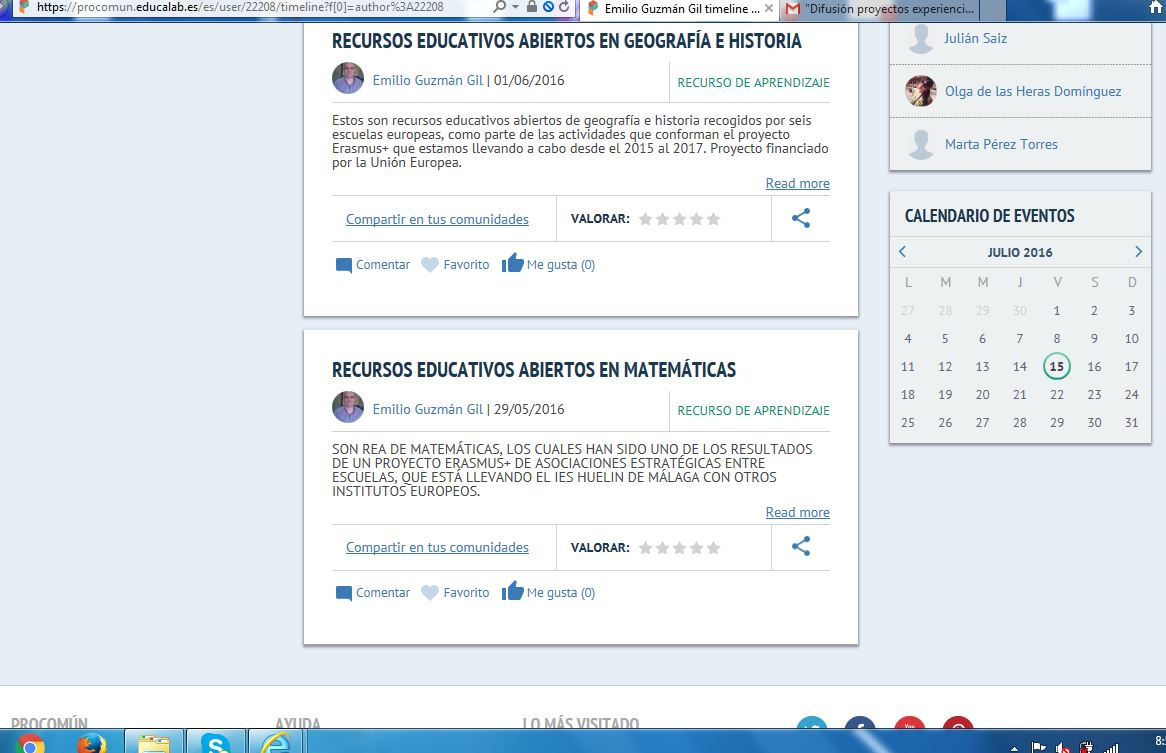 https://procomun.educalab.es/es/user/22208/timeline?f[0]=author%3A22208
Emilio Guzmán Gil timeline ...
"Difusión proyectos experienci...
RECURSOS EDUCATIVOS ABIERTOS EN GEOGRAFÍA E HISTORIA
Emilio Guzmán Gil | 01/06/2016
RECURSO DE APRENDIZAJE
Estos son recursos educativos abiertos de geografía e historia recogidos por seis
escuelas europeas, como parte de las actividades que conforman el proyecto
Erasmus+ que estamos llevando a cabo desde el 2015 al 2017. Proyecto financiado
por la Unión Europea.
Read more
Compartir en tus comunidades
VALORAR:
Comentar
Favorito
Me gusta (0)
RECURSOS EDUCATIVOS ABIERTOS EN MATEMÁTICAS
Emilio Guzmán Gil | 29/05/2016
RECURSO DE APRENDIZAJE
SON REA DE MATEMÁTICAS, LOS CUALES HAN SIDO UNO DE LOS RESULTADOS
DE UN PROYECTO ERASMUS+ DE ASOCIACIONES ESTRATÉGICAS ENTRE
ESCUELAS, QUE ESTÁ LLEVANDO EL IES HUELIN DE MÁLAGA CON OTROS
INSTITUTOS EUROPEOS.
Read more
Compartir en tus comunidades
VALORAR:
Comentar
Favorito
Me gusta (0)
Julián Saiz
Olga de las Heras Domínguez
Marta Pérez Torres
CALENDARIO DE EVENTOS
JULIO 2016
L M M J V S D
27 28 29 30 1 2 3
4 5 6 7 8 9 10
11 12 13 14 15 16 17
18 19 20 21 22 23 24
25 26 27 28 29 30 31
PROCOMÚN
AYUDA
LO MÁS VISITADO